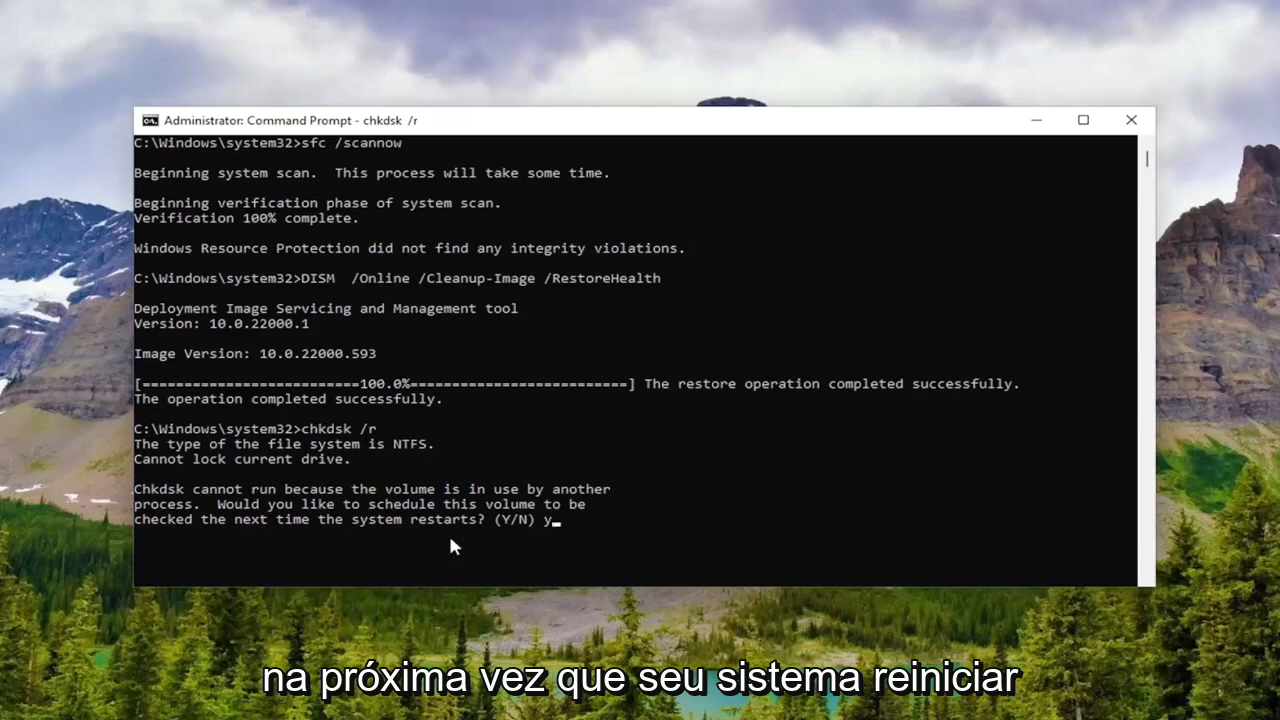 Administrator: Command Prompt - chkdsk /r
C:\Windows\system32>sfc /scannow
Beginning system scan.  This process will take some time.
Beginning verification phase of system scan.
Verification 100% complete.
Windows Resource Protection did not find any integrity violations.
C:\Windows\system32>DISM  /Online /Cleanup-Image /RestoreHealth
Deployment Image Servicing and Management tool
Version: 10.0.22000.1
Image Version: 10.0.22000.593
[==========================100.0%==========================] The restore operation completed successfully.
The operation completed successfully.
C:\Windows\system32>chkdsk /r
The type of the file system is NTFS.
Cannot lock current drive.
Chkdsk cannot run because the volume is in use by another
process.  Would you like to schedule this volume to be
checked the next time the system restarts? (Y/N) y
na próxima vez que seu sistema reiniciar